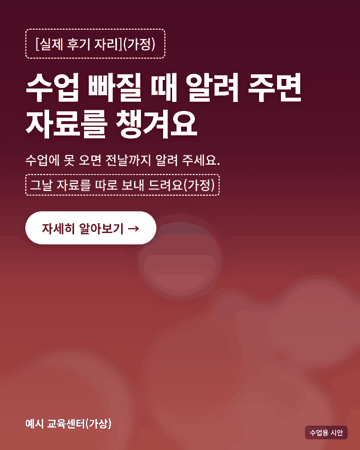 [실제 후기 자리](가정)
수업 빠질 때 알려 주면
자료를 챙겨요
수업에 못 오면 전날까지 알려 주세요.
그날 자료를 따로 보내 드려요(가정)
자세히 알아보기 →
예시 교육센터(가상)
수업용 시안